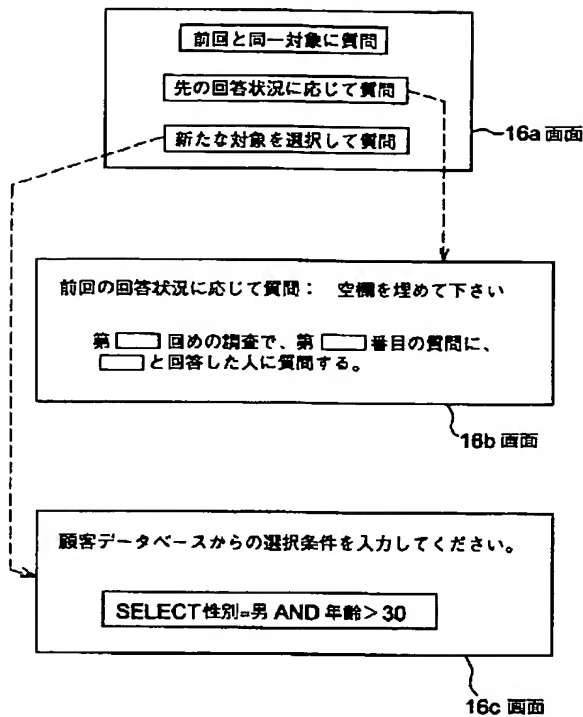 前回と同一対象に質問
先の回答状況に応じて質問
新たな対象を選択して質問
16a 画面
前回の回答状況に応じて質問： 空欄を埋めて下さい
第 回めの調査で、第 番目の質問に、
と回答した人に質問する。
16b 画面
顧客データベースからの選択条件を入力してください。
SELECT性別=男 AND 年齢＞30
16c 画面